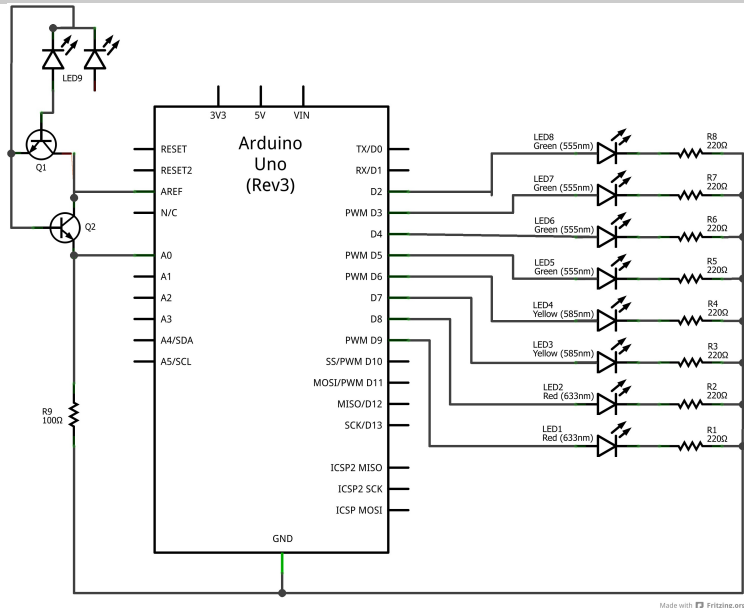 LED9
Q1
Q2
R9
100Ω
3V3
5V
VIN
Arduino
Uno
(Rev3)
RESET
RESET2
AREF
N/C
A0
A1
A2
A3
A4/SDA
A5/SCL
TX/D0
RX/D1
D2
PWM D3
D4
PWM D5
PWM D6
D7
D8
PWM D9
SS/PWM D10
MOSI/PWM D11
MISO/D12
SCK/D13
ICSP2 MISO
ICSP2 SCK
ICSP MOSI
GND
LED8
Green (555nm)
R8
220Ω
LED7
Green (555nm)
R7
220Ω
LED6
Green (555nm)
R6
220Ω
LED5
Green (555nm)
R5
220Ω
LED4
Yellow (585nm)
R4
220Ω
LED3
Yellow (585nm)
R3
220Ω
LED2
Red (633nm)
R2
220Ω
LED1
Red (633nm)
R1
220Ω
Made with Fritzing.org